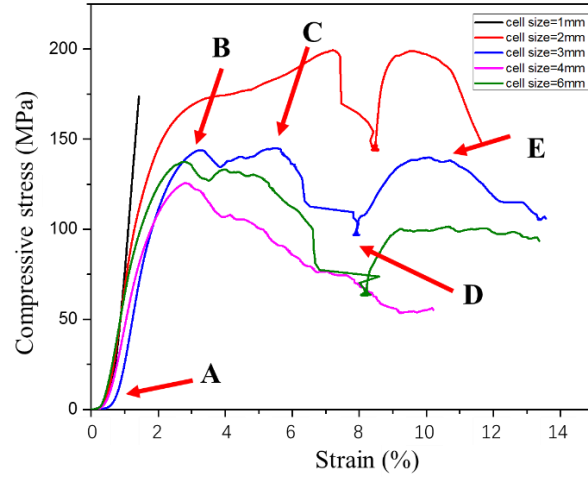 cell size=1mm
cell size=2mm
cell size=3mm
cell size=4mm
cell size=6mm
B
C
E
D
A
Compressive stress (MPa)
200
150
100
50
0
0 2 4 6 8 10 12 14
Strain (%)